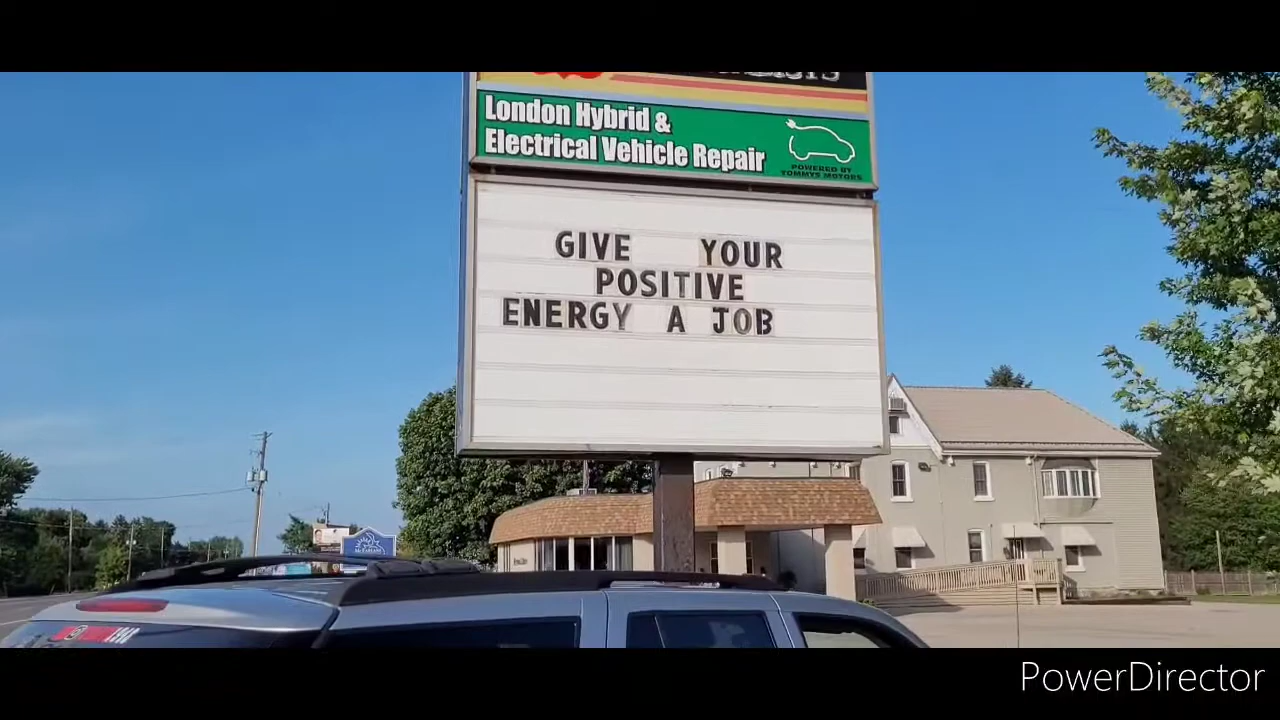 London Hybrid &
Electrical Vehicle Repair
POWERED BY
TOMMYS MOTORS
GIVE YOUR
POSITIVE
ENERGY A JOB
PowerDirector